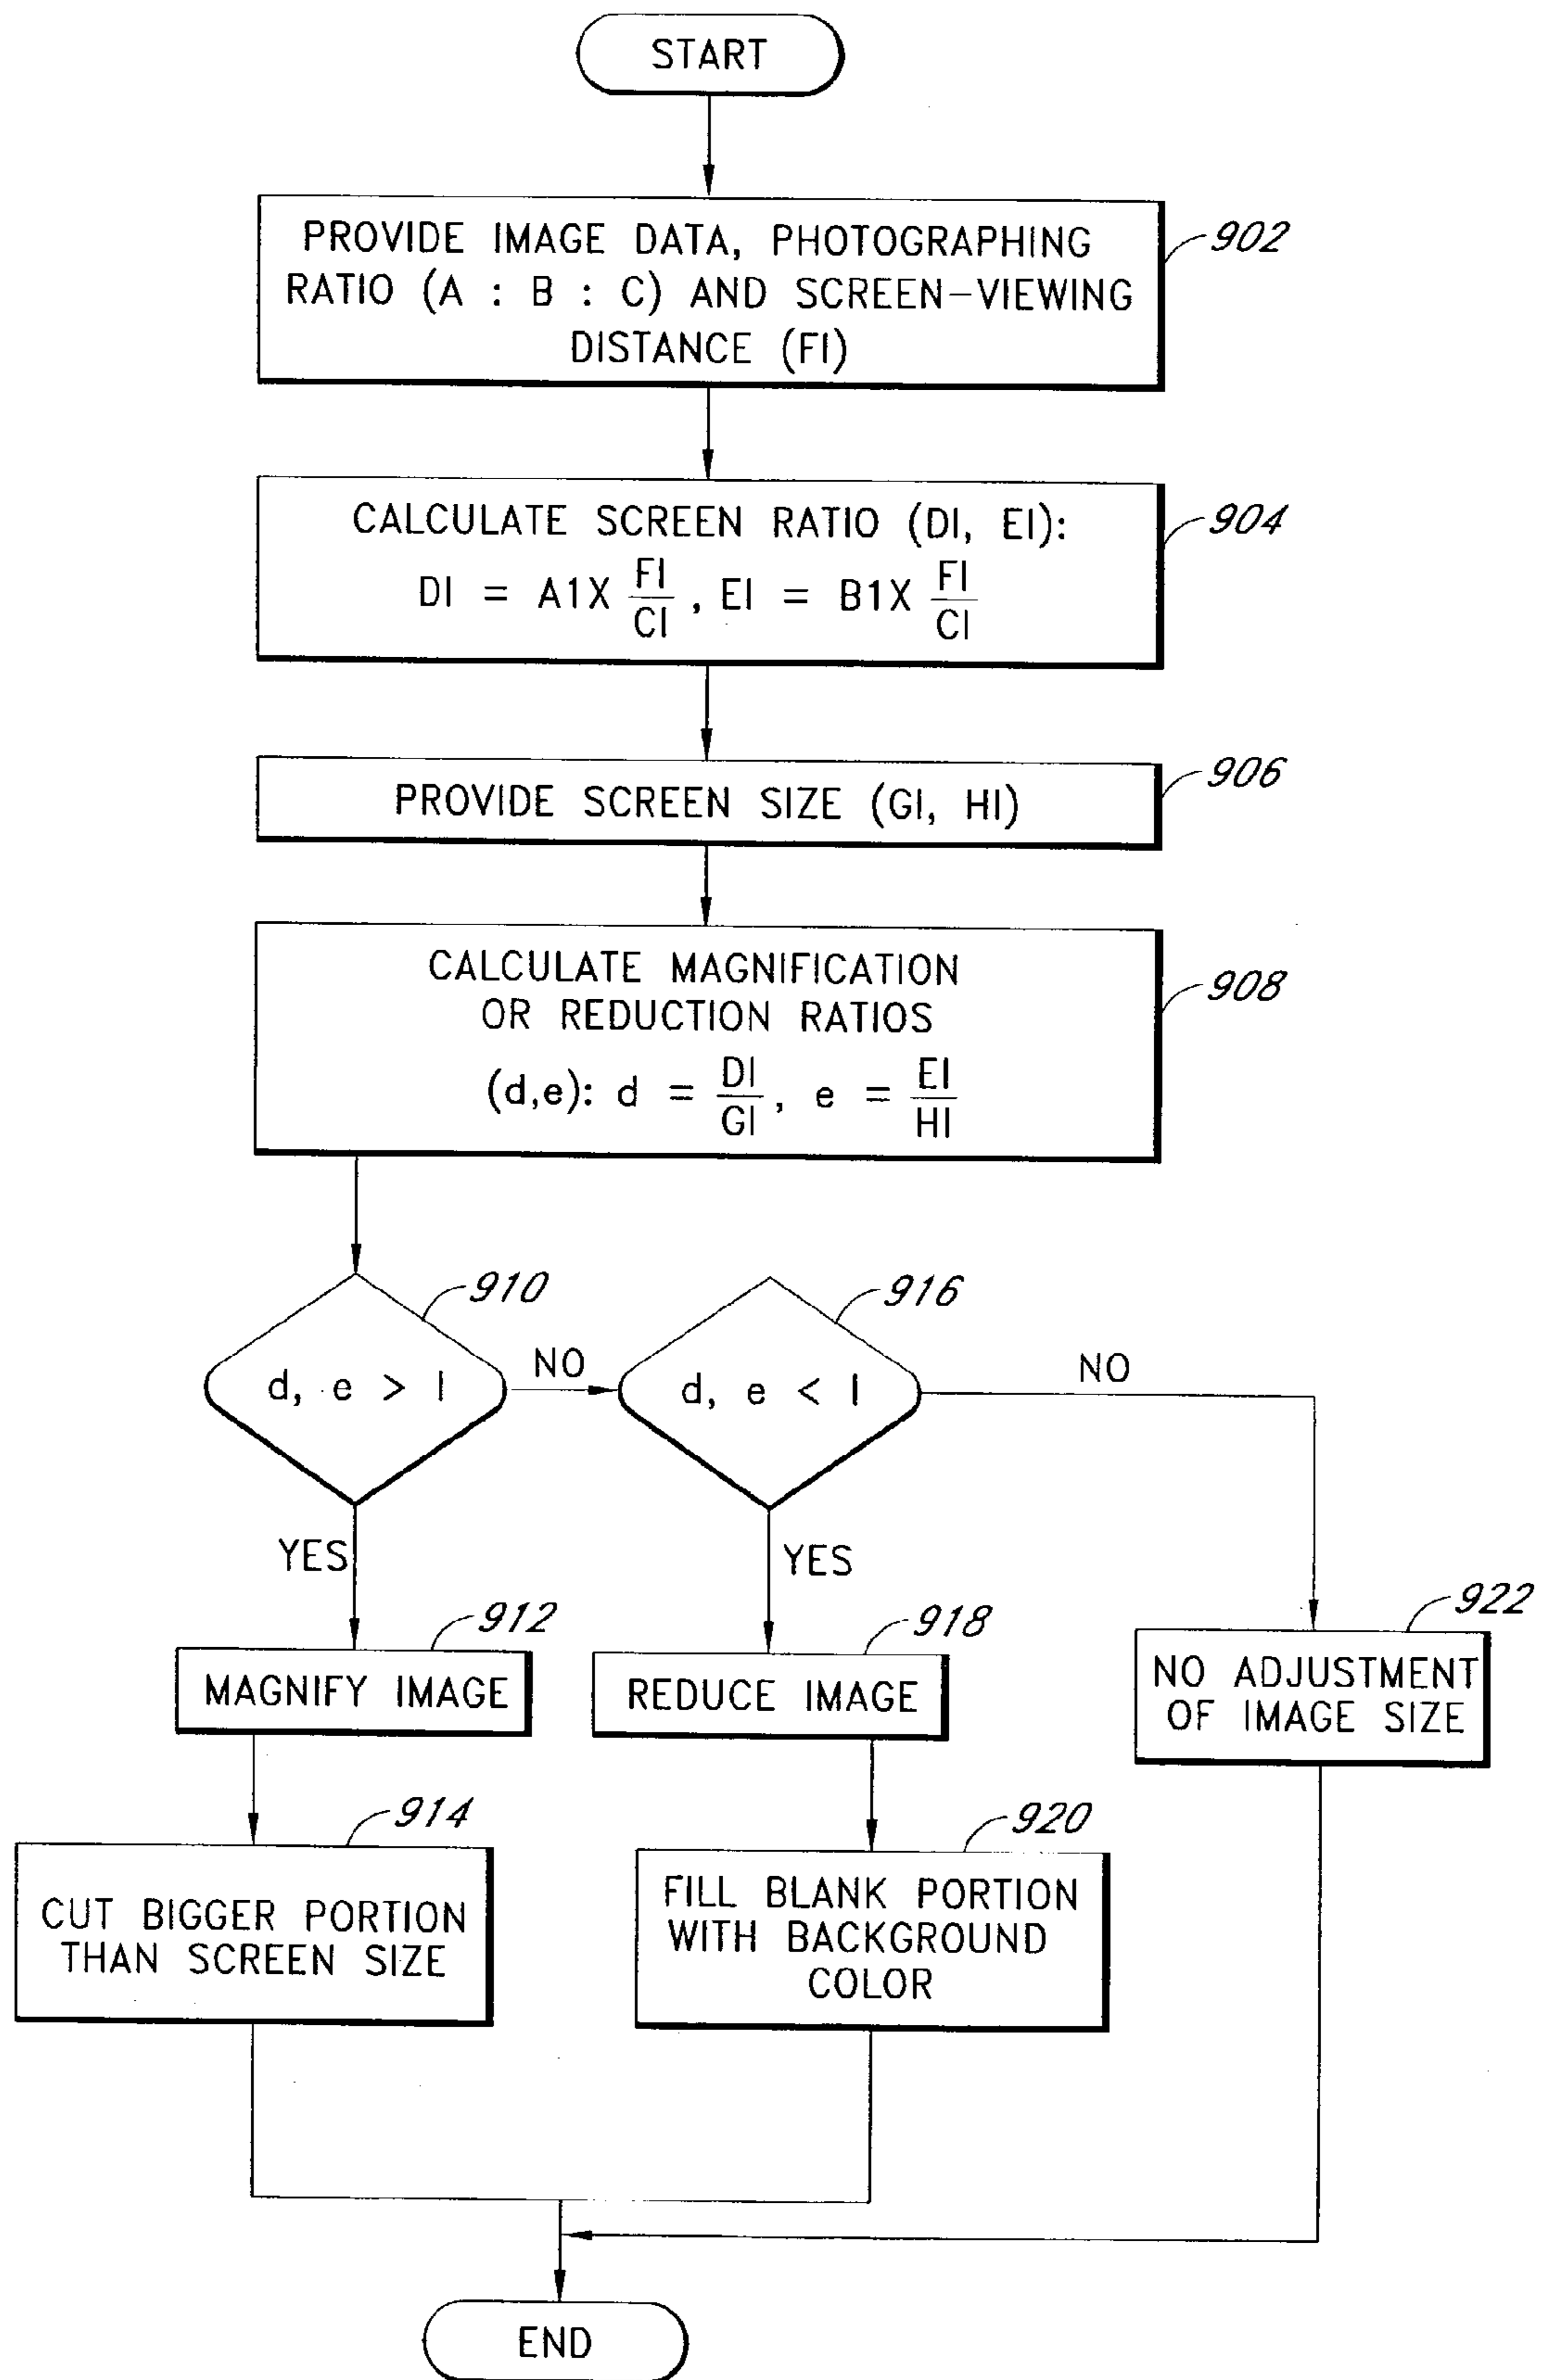 START
PROVIDE IMAGE DATA, PHOTOGRAPHING
RATIO (A : B : C) AND SCREEN-VIEWING
DISTANCE (FI)
902
CALCULATE SCREEN RATIO (DI, EI):
DI = A1X FI/CI, EI = B1X FI/CI
904
PROVIDE SCREEN SIZE (GI, HI)
906
CALCULATE MAGNIFICATION
OR REDUCTION RATIOS
(d,e): d = DI/GI, e = EI/HI
908
910
d, e > I
NO
916
d, e < I
NO
YES
YES
912
MAGNIFY IMAGE
918
REDUCE IMAGE
922
NO ADJUSTMENT
OF IMAGE SIZE
914
CUT BIGGER PORTION
THAN SCREEN SIZE
920
FILL BLANK PORTION
WITH BACKGROUND
COLOR
END